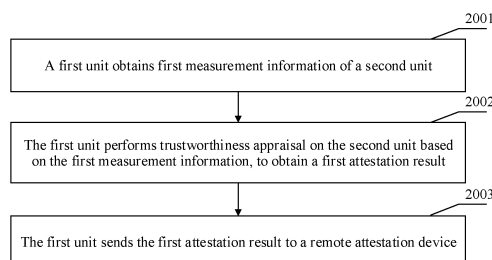 2001
A first unit obtains first measurement information of a second unit
2002
The first unit performs trustworthiness appraisal on the second unit based
on the first measurement information, to obtain a first attestation result
2003
The first unit sends the first attestation result to a remote attestation device